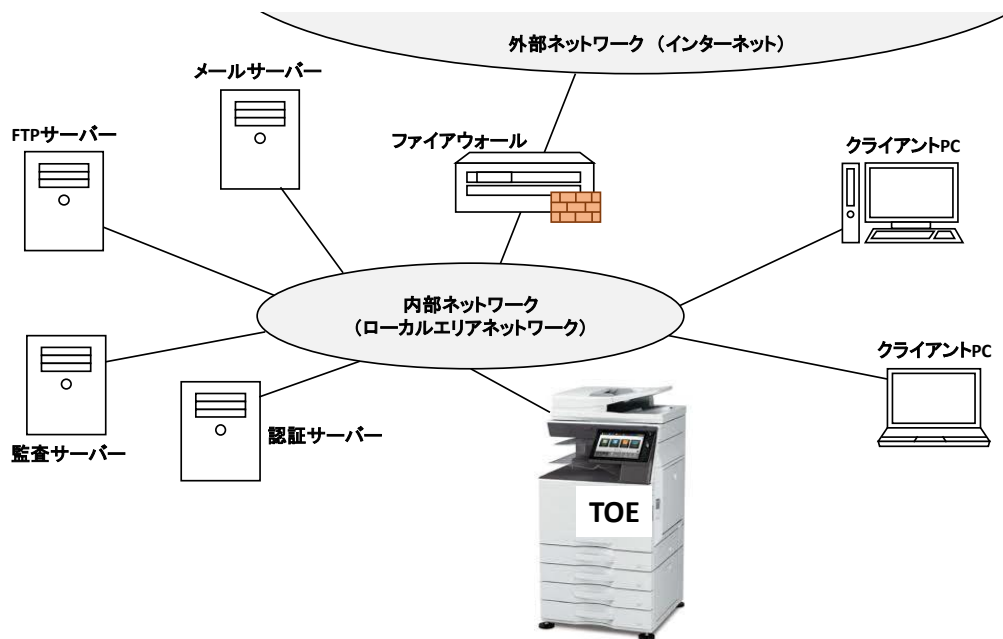 外部ネットワーク（インターネット）
メールサーバー
FTPサーバー
ファイアウォール
クライアントPC
内部ネットワーク
（ローカルエリアネットワーク）
クライアントPC
監査サーバー
認証サーバー
TOE